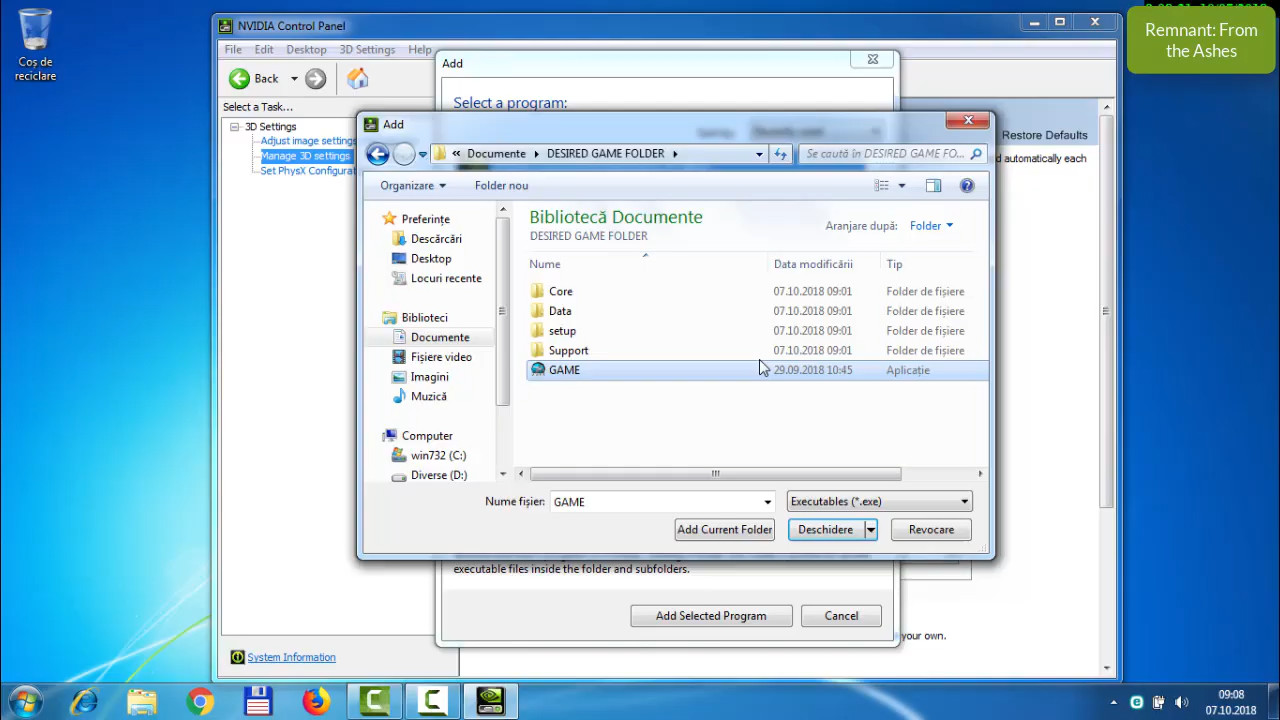 Coș de
reciclare
NVIDIA Control Panel
Remnant: From
the Ashes
File Edit Desktop 3D Settings Help
Back
Add
Select a Task...
Select a program:
3D Settings
Adjust image settings
Manage 3D settings
Set PhysX Configura
Restore Defaults
d automatically each
Add
« Documente DESIRED GAME FOLDER
Se caută în DESIRED GAME FO...
Organizare Folder nou
Preferințe
Descărcări
Desktop
Locuri recente
Biblioteci
Documente
Fișiere video
Imagini
Muzică
Computer
win732 (C:)
Diverse (D:)
Bibliotecă Documente
DESIRED GAME FOLDER
Aranjare după: Folder
Nume Data modificării Tip
Core 07.10.2018 09:01 Folder de fișiere
Data 07.10.2018 09:01 Folder de fișiere
setup 07.10.2018 09:01 Folder de fișiere
Support 07.10.2018 09:01 Folder de fișiere
GAME 29.09.2018 10:45 Aplicație
Nume fișier: GAME Executables (*.exe)
Add Current Folder Deschidere Revocare
executable files inside the folder and subfolders.
Add Selected Program Cancel
your own.
System Information
09:08
07.10.2018